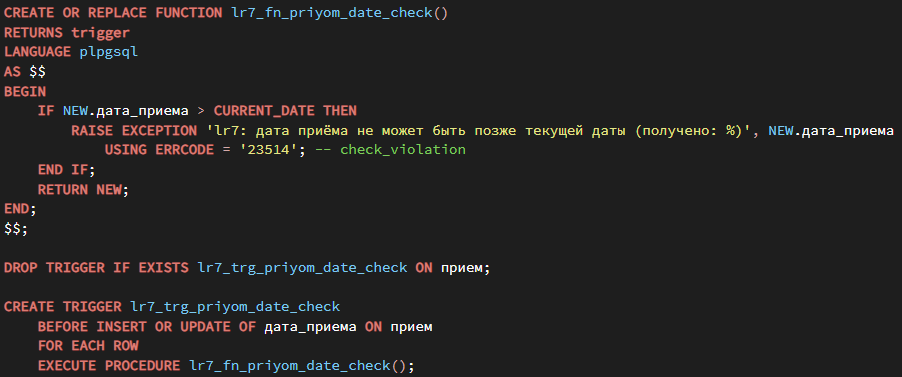 CREATE OR REPLACE FUNCTION lr7_fn_priyom_date_check()
RETURNS trigger
LANGUAGE plpgsql
AS $$
BEGIN
    IF NEW.дата_приема > CURRENT_DATE THEN
        RAISE EXCEPTION 'lr7: дата приёма не может быть позже текущей даты (получено: %)', NEW.дата_приема
            USING ERRCODE = '23514'; -- check_violation
    END IF;
    RETURN NEW;
END;
$$;

DROP TRIGGER IF EXISTS lr7_trg_priyom_date_check ON прием;

CREATE TRIGGER lr7_trg_priyom_date_check
    BEFORE INSERT OR UPDATE OF дата_приема ON прием
    FOR EACH ROW
    EXECUTE PROCEDURE lr7_fn_priyom_date_check();